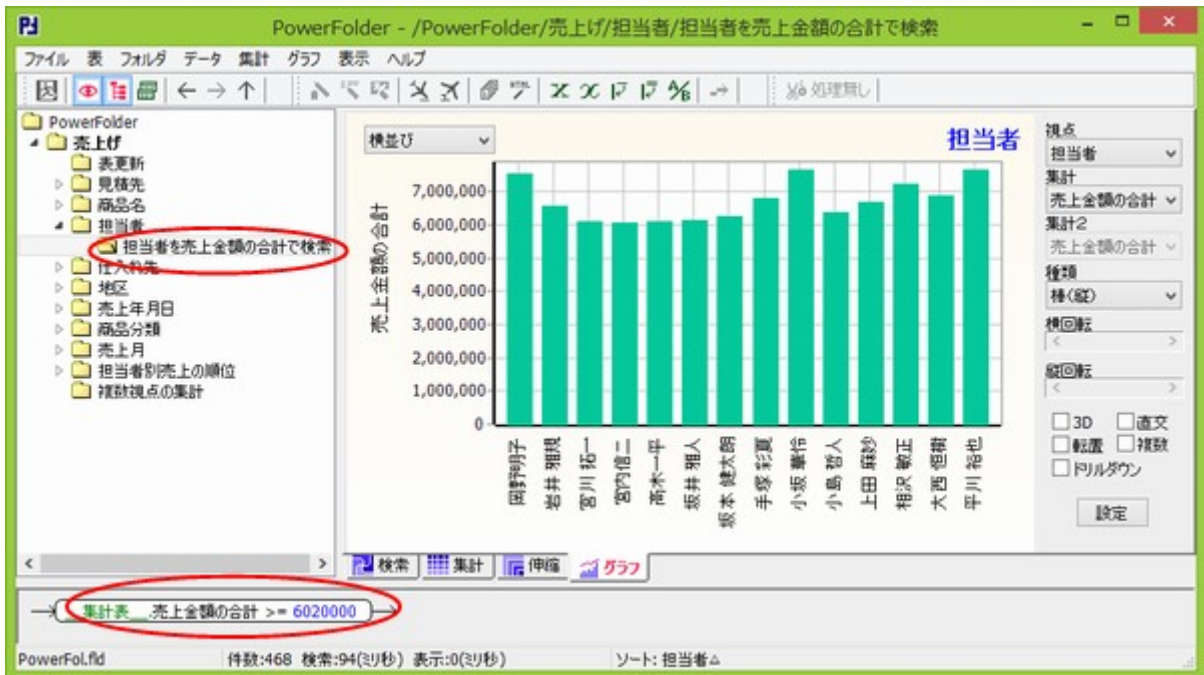 PowerFolder - /PowerFolder/売上げ/担当者/担当者を売上金額の合計で検索
ファイル 表 フォルダ データ 集計 グラフ 表示 ヘルプ
処理無し
PowerFolder
売上げ
表更新
見積先
商品名
担当者
担当者を売上金額の合計で検索
仕入れ先
地区
売上年月日
商品分類
売上月
担当者別売上の順位
複数視点の集計
横並び
担当者
売上金額の合計
7,000,000
6,000,000
5,000,000
4,000,000
3,000,000
2,000,000
1,000,000
0
岡野明子
岩井 雅規
宮川 拓一
宮内信二
高木一平
坂井 雅人
坂本 健太朗
手塚 彩夏
小坂 華伶
小島 哲人
上田 麻紗
相沢 敏正
大西 恒樹
平川 裕也
視点
担当者
集計
売上金額の合計
集計2
売上金額の合計
種類
棒(縦)
横回転
縦回転
3D 直交
転置 複数
ドリルダウン
設定
検索 集計 伸縮 グラフ
__集計表__.売上金額の合計 >= 6020000
PowerFol.fld 件数:468 検索:94(ミリ秒) 表示:0(ミリ秒) ソート: 担当者△